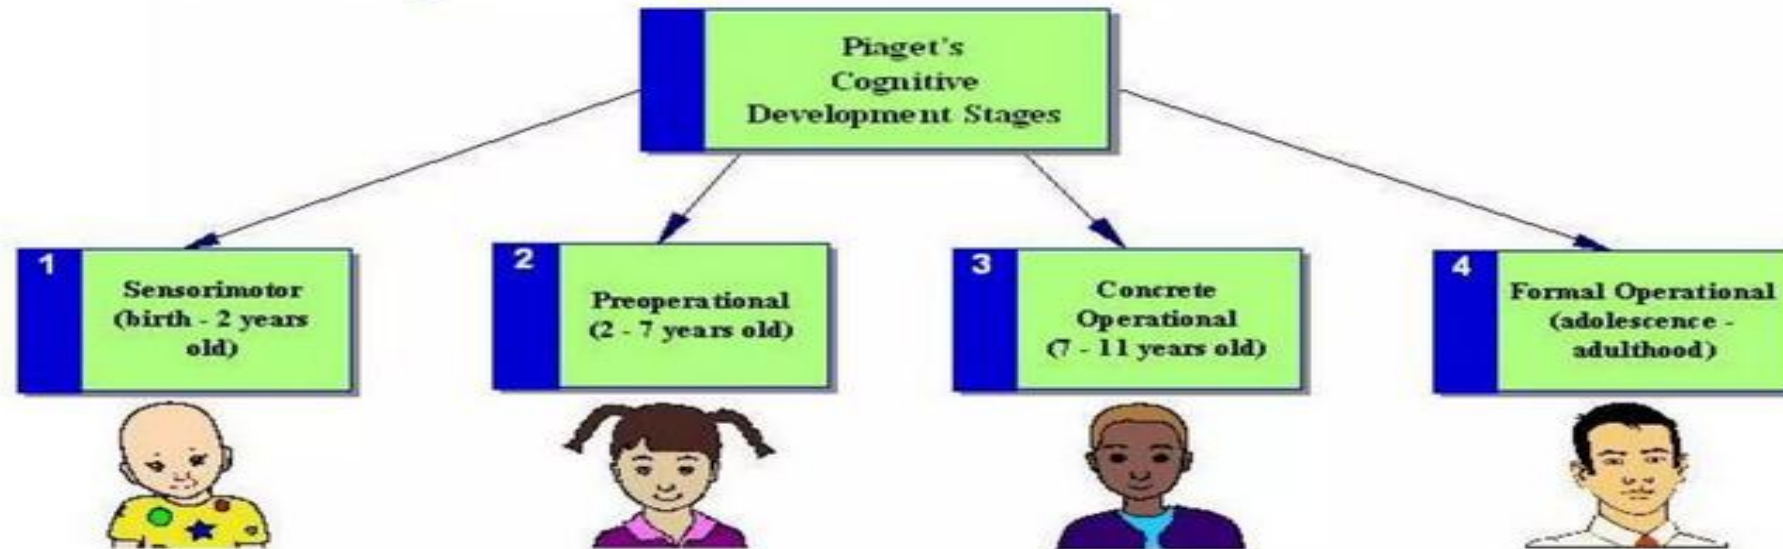 Piaget's
Cognitive
Development Stages
1
Sensorimotor
(birth - 2 years
old)
2
Preoperational
(2 - 7 years old)
3
Concrete
Operational
(7 - 11 years old)
4
Formal Operational
(adolescence -
adulthood)